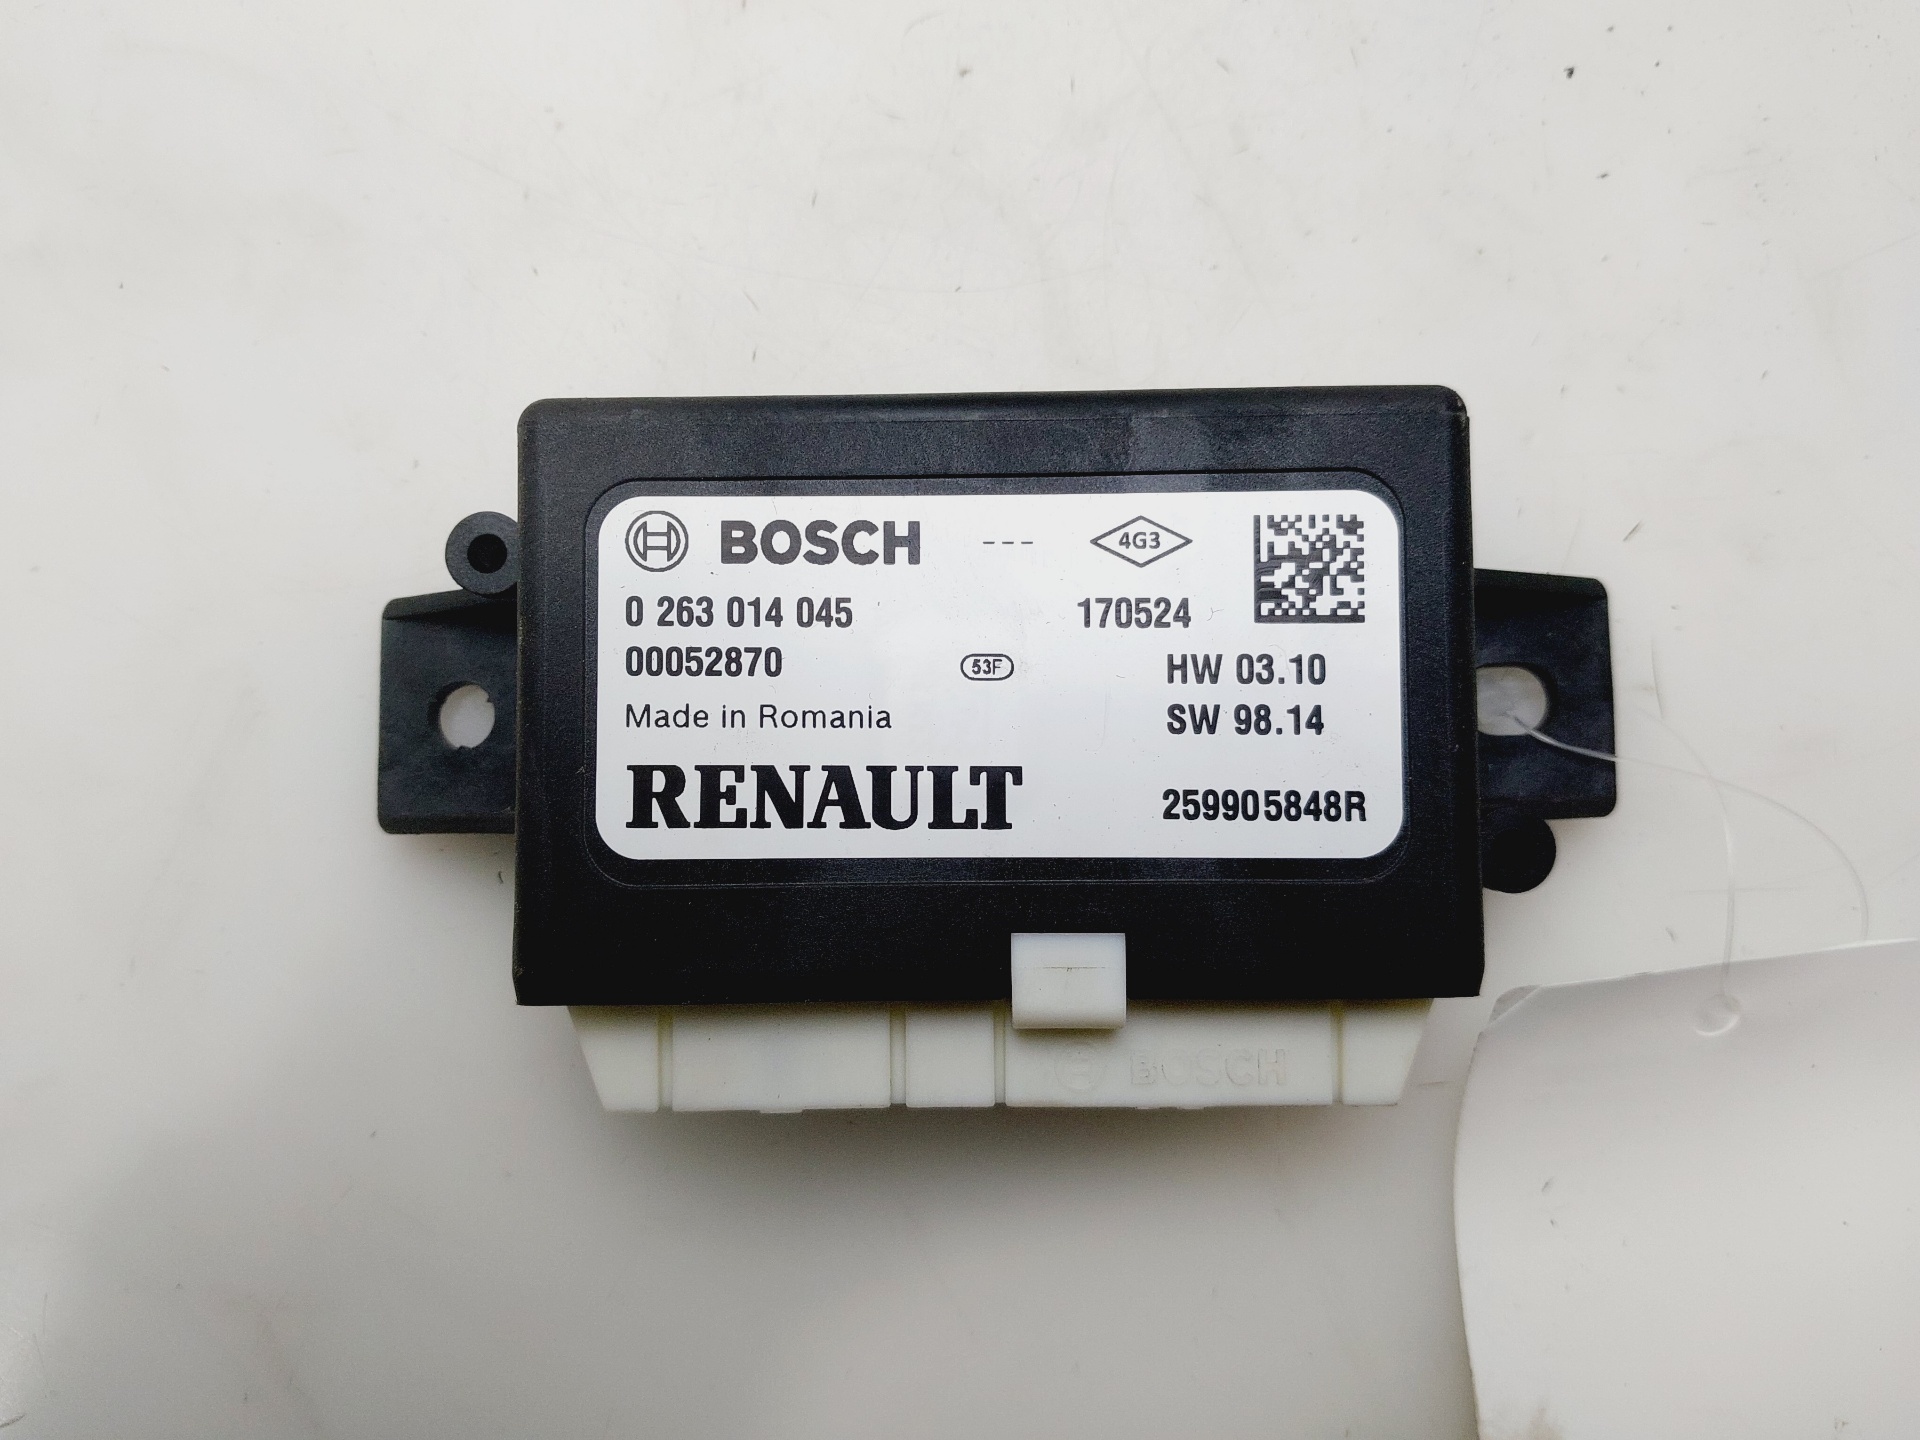 BOSCH --- 4G3
0 263 014 045 170524
00052870 53F HW 03.10
Made in Romania SW 98.14
RENAULT 259905848R
BOSCH